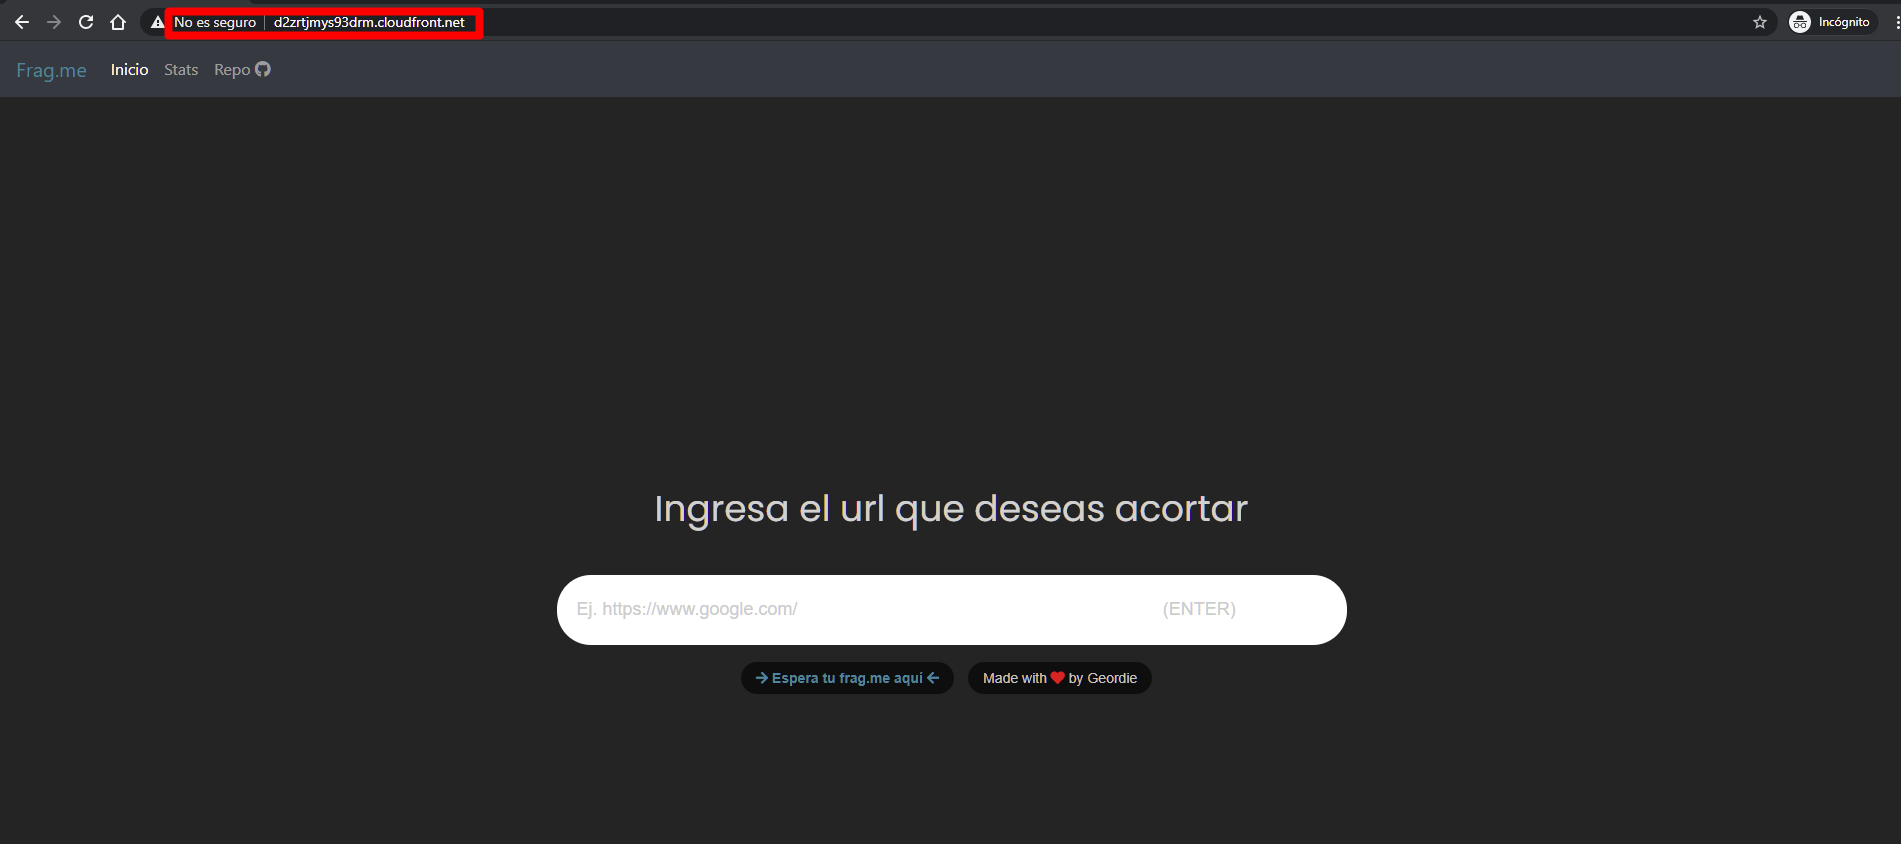 No es seguro | d2zrtjmys93drm.cloudfront.net
Incógnito
Frag.me Inicio Stats Repo
Ingresa el url que deseas acortar
Ej. https://www.google.com/ (ENTER)
Espera tu frag.me aquí
Made with by Geordie